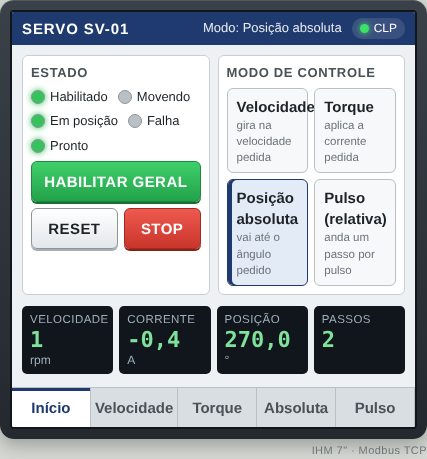 SERVO SV-01
Modo: Posição absoluta
CLP
ESTADO
Habilitado
Movendo
Em posição
Falha
Pronto
HABILITAR GERAL
RESET
STOP
MODO DE CONTROLE
Velocidade
gira na
velocidade
pedida
Torque
aplica a
corrente
pedida
Posição
absoluta
vai até o
ângulo
pedido
Pulso
(relativa)
anda um
passo por
pulso
VELOCIDADE
1
rpm
CORRENTE
-0,4
A
POSIÇÃO
270,0
°
PASSOS
2
Início
Velocidade
Torque
Absoluta
Pulso
IHM 7" · Modbus TCP